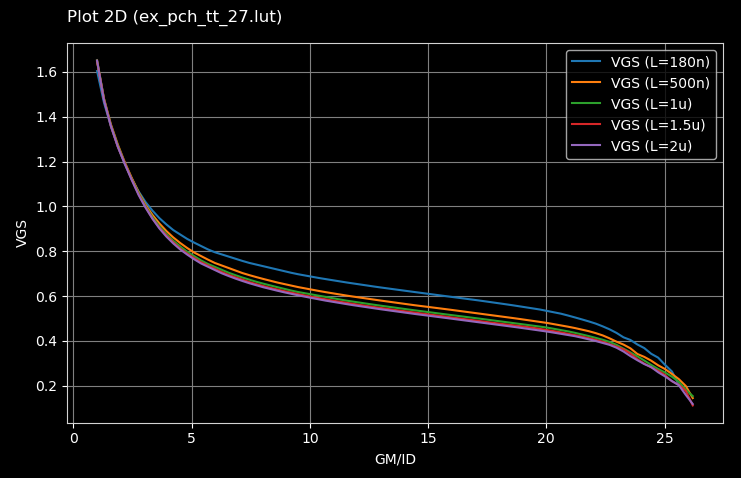 Plot 2D (ex_pch_tt_27.lut)
VGS (L=180n)
VGS (L=500n)
VGS (L=1u)
VGS (L=1.5u)
VGS (L=2u)
1.6
1.4
1.2
1.0
0.8
0.6
0.4
0.2
VGS
0 5 10 15 20 25
GM/ID